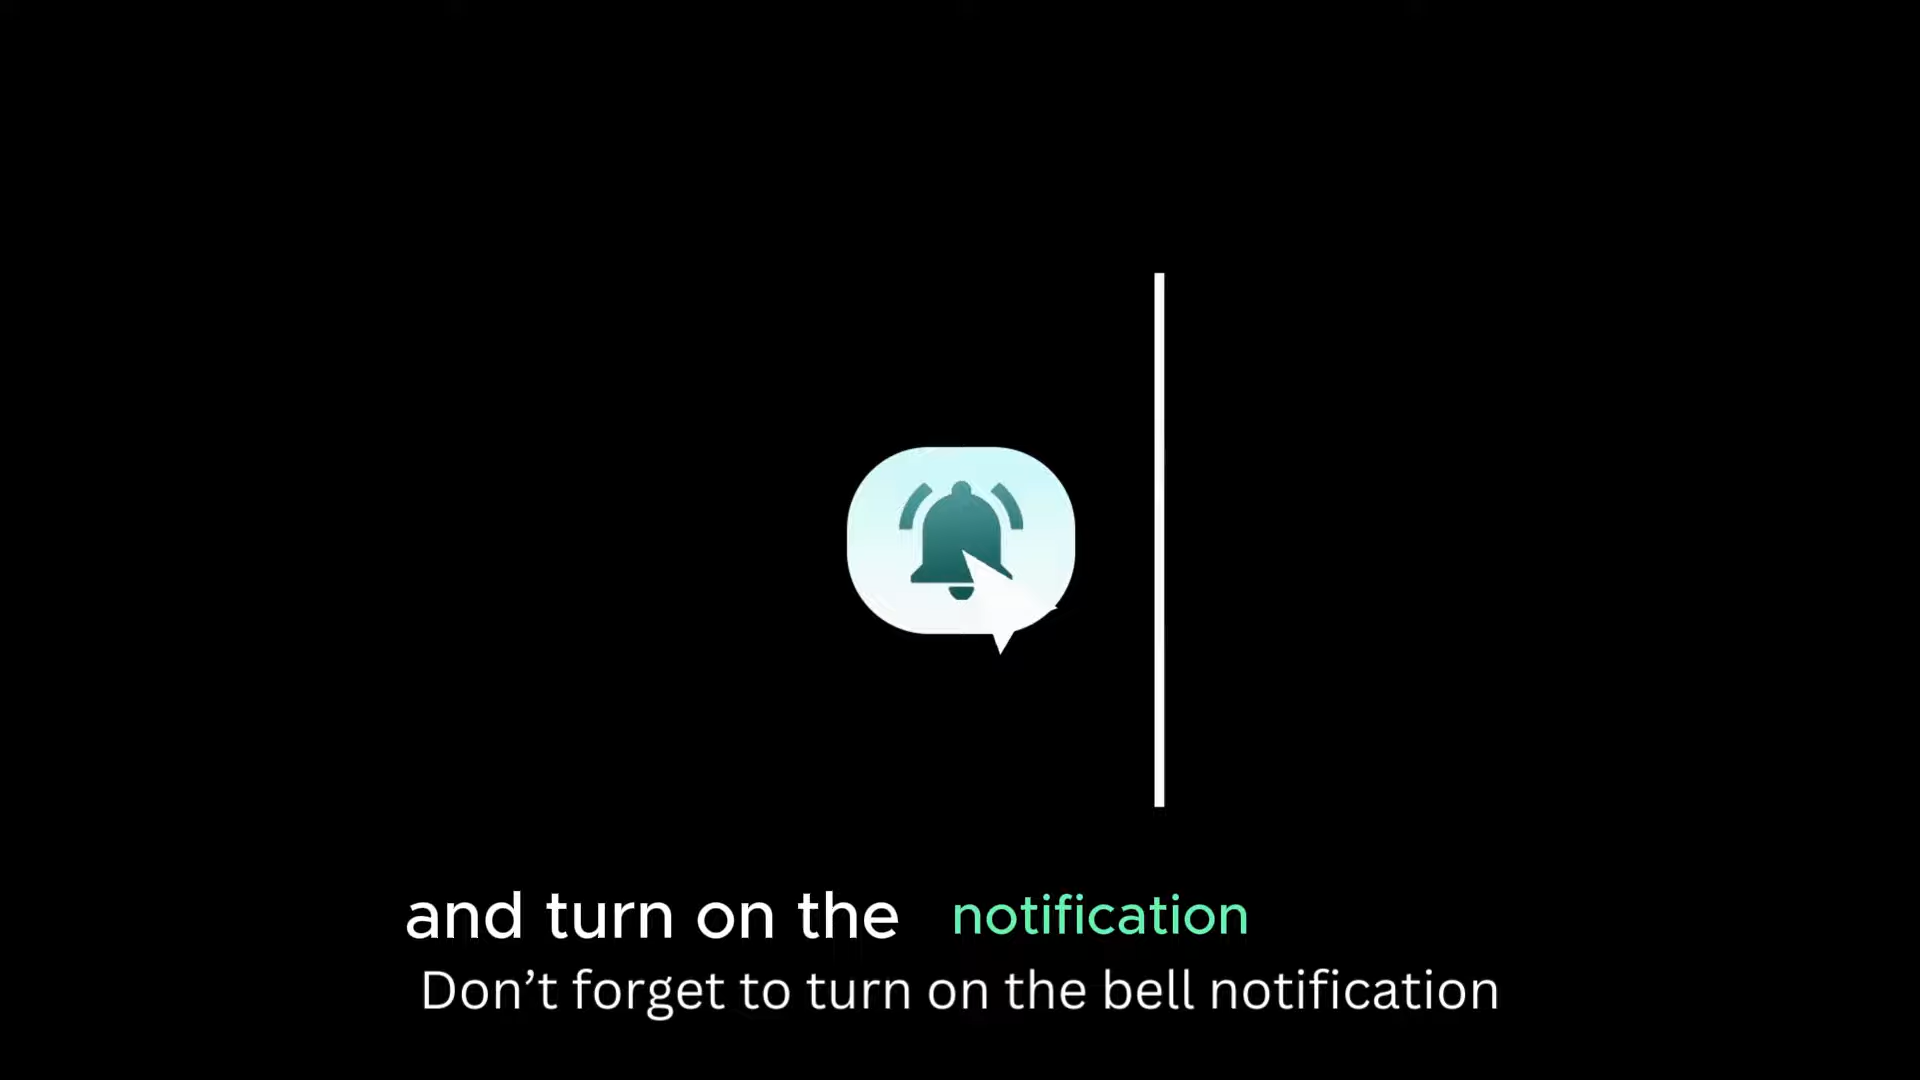 and turn on the notification
Don’t forget to turn on the bell notification